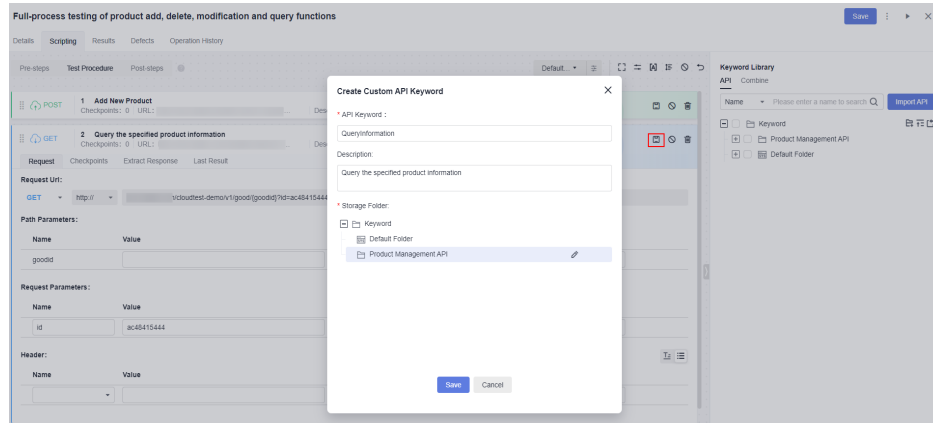 Full-process testing of product add, delete, modification and query functions
Save
Details Scripting Results Defects Operation History
Pre-steps Test Procedure Post-steps
Default...
POST 1 Add New Product
Checkpoints: 0 URL: ... Des
GET 2 Query the specified product information
Checkpoints: 0 URL: ... Des
Request Checkpoints Extract Response Last Result
Request Url:
GET http:// /cloudtest-demo/v1/good/{goodid}?id=ac48415444
Path Parameters:
Name Value
goodid
Request Parameters:
Name Value
id ac48415444
Header:
Name Value
Create Custom API Keyword
* API Keyword :
QueryInformation
Description:
Query the specified product information
* Storage Folder:
Keyword
Default Folder
Product Management API
Save Cancel
Keyword Library
API Combine
Name Please enter a name to search Import API
Keyword
Product Management API
Default Folder